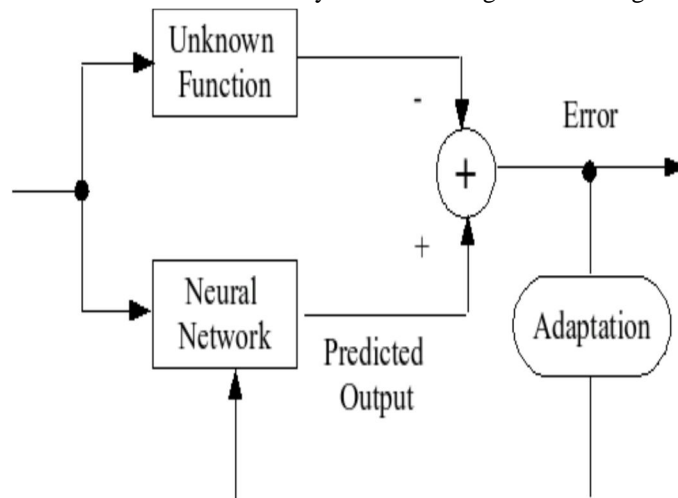 Unknown
Function
-
Error
+
+
Neural
Network
Predicted
Output
Adaptation